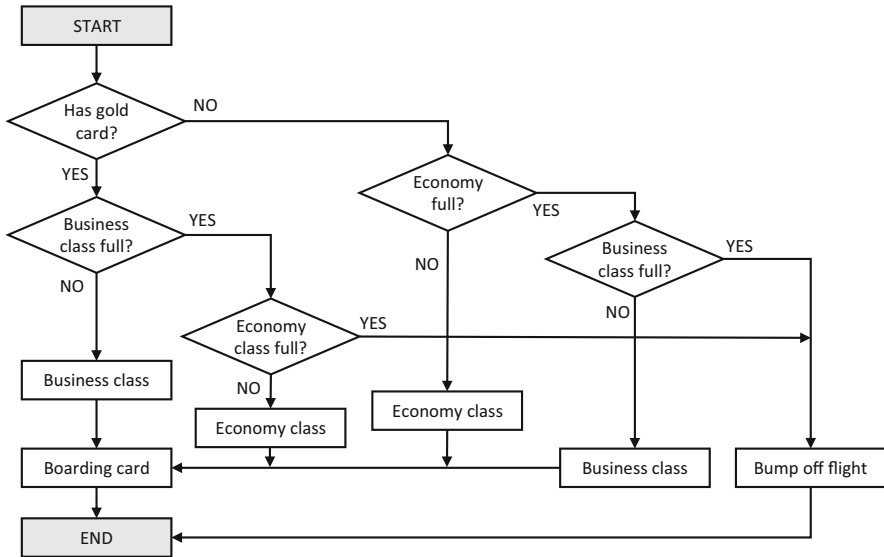 START
Has gold
card?
NO
YES
Economy
full?
YES
NO
Business
class full?
YES
NO
Business
class full?
YES
NO
Economy
class full?
YES
NO
Business class
Economy class
Economy class
Boarding card
Business class
Bump off flight
END